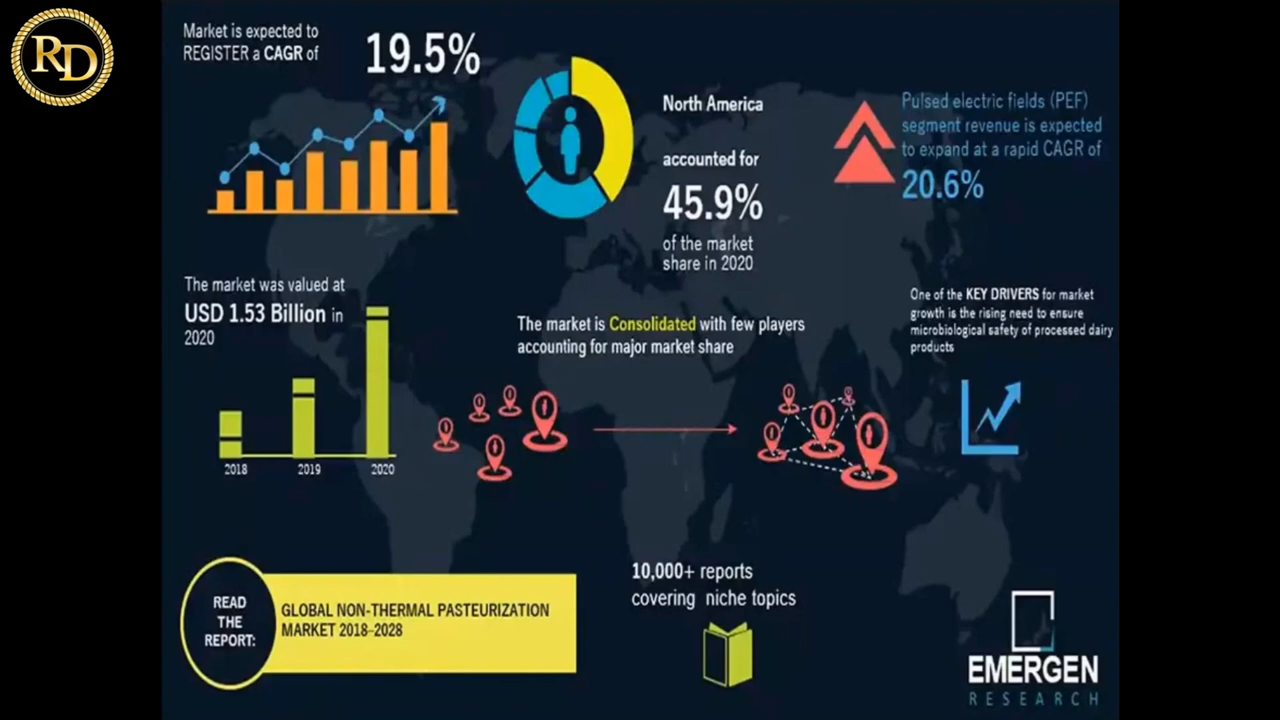 RD
Market is expected to
REGISTER a CAGR of
19.5%
North America
accounted for
45.9%
of the market
share in 2020
Pulsed electric fields (PEF)
segment revenue is expected
to expand at a rapid CAGR of
20.6%
The market was valued at
USD 1.53 Billion in
2020
2018
2019
2020
The market is Consolidated with few players
accounting for major market share
One of the KEY DRIVERS for market
growth is the rising need to ensure
microbiological safety of processed dairy
products
READ
THE
REPORT:
GLOBAL NON-THERMAL PASTEURIZATION
MARKET 2018–2028
10,000+ reports
covering niche topics
EMERGEN
RESEARCH